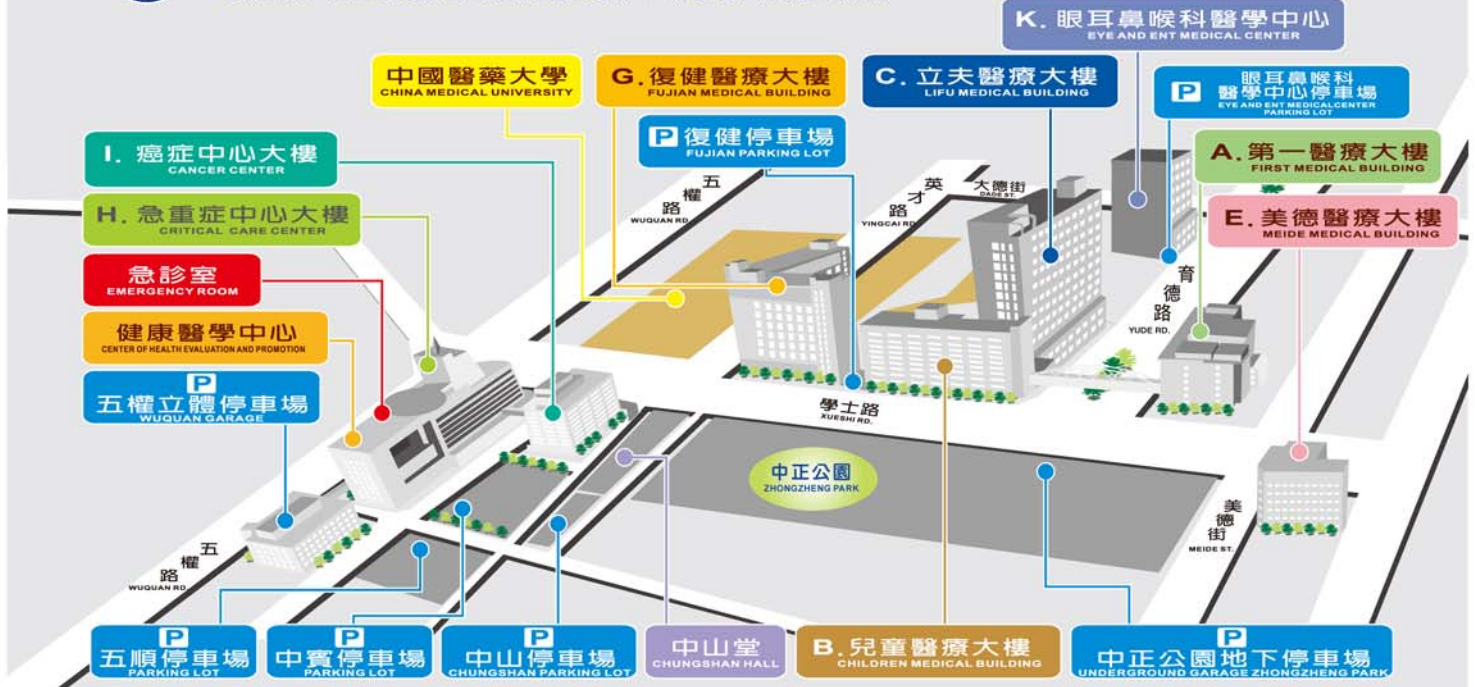 K. 眼耳鼻喉科醫學中心
EYE AND ENT MEDICAL CENTER
中國醫藥大學
CHINA MEDICAL UNIVERSITY
G. 復健醫療大樓
FUJIAN MEDICAL BUILDING
C. 立夫醫療大樓
LIFU MEDICAL BUILDING
P 眼耳鼻喉科
醫學中心停車場
EYE AND ENT MEDICALCENTER
PARKING LOT
P 復健停車場
FUJIAN PARKING LOT
I. 癌症中心大樓
CANCER CENTER
A. 第一醫療大樓
FIRST MEDICAL BUILDING
H. 急重症中心大樓
CRITICAL CARE CENTER
E. 美德醫療大樓
MEIDE MEDICAL BUILDING
五權路
WUQUAN RD.
英才路
YINGCAI RD.
大德街
DADE ST.
急診室
EMERGENCY ROOM
育德路
YUDE RD.
健康醫學中心
CENTER OF HEALTH EVALUATION AND PROMOTION
P
五權立體停車場
WUQUAN GARAGE
學士路
XUESHI RD.
中正公園
ZHONGZHENG PARK
美德街
MEIDE ST.
五權路
WUQUAN RD.
P
五順停車場
PARKING LOT
P
中賓停車場
PARKING LOT
P
中山停車場
CHUNGSHAN PARKING LOT
中山堂
CHUNGSHAN HALL
B. 兒童醫療大樓
CHILDREN MEDICAL BUILDING
P
中正公園地下停車場
UNDERGROUND GARAGE ZHONGZHENG PARK